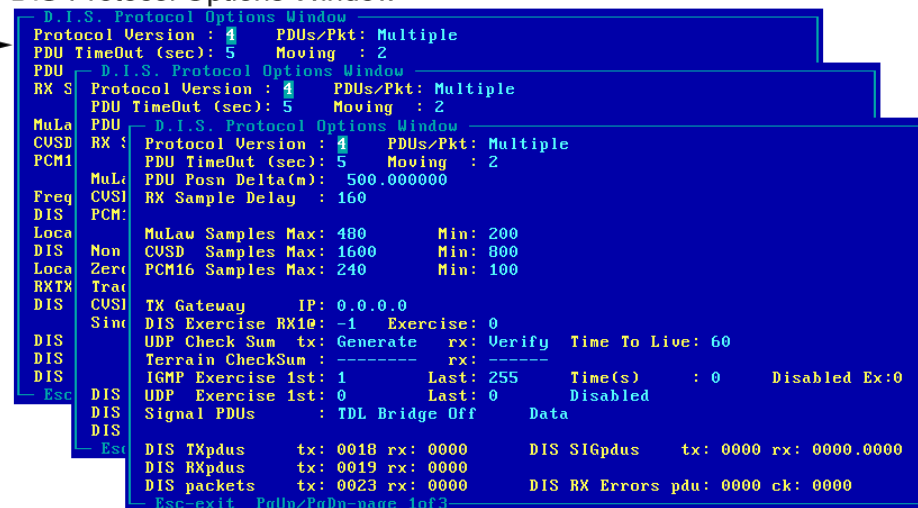 DIS Protocol Options Window
D.I.S. Protocol Options Window
Protocol Version : 4 PDUs/Pkt: Multiple
PDU TimeOut (sec): 5 Moving : 2
PDU
RX S
MuLa
CVSD
PCM1
Freq
DIS
Loca
DIS
Loca
RXTX
DIS
DIS
DIS
DIS
Esc
D.I.S. Protocol Options Window
Protocol Version : 4 PDUs/Pkt: Multiple
PDU TimeOut (sec): 5 Moving : 2
PDU
RX
Non
DIS
DIS
DIS
D.I.S. Protocol Options Window
Protocol Version : 4 PDUs/Pkt: Multiple
PDU TimeOut (sec): 5 Moving : 2
PDU Posn Delta(m): 500.000000
RX Sample Delay : 160
MuLaw Samples Max: 480 Min: 200
CVSD Samples Max: 1600 Min: 800
PCM16 Samples Max: 240 Min: 100
TX Gateway IP: 0.0.0.0
DIS Exercise RX1@: -1 Exercise: 0
UDP Check Sum tx: Generate rx: Verify Time To Live: 60
Terrain CheckSum : -------- rx: ------
IGMP Exercise 1st: 1 Last: 255 Time(s) : 0 Disabled Ex:0
UDP Exercise 1st: 0 Last: 0 Disabled
Signal PDUs : TDL Bridge Off Data
DIS TXpdus tx: 0018 rx: 0000 DIS SIGpdus tx: 0000 rx: 0000.0000
DIS RXpdus tx: 0019 rx: 0000
DIS packets tx: 0023 rx: 0000 DIS RX Errors pdu: 0000 ck: 0000
Esc-exit PgUp/PgDn-page 1of3